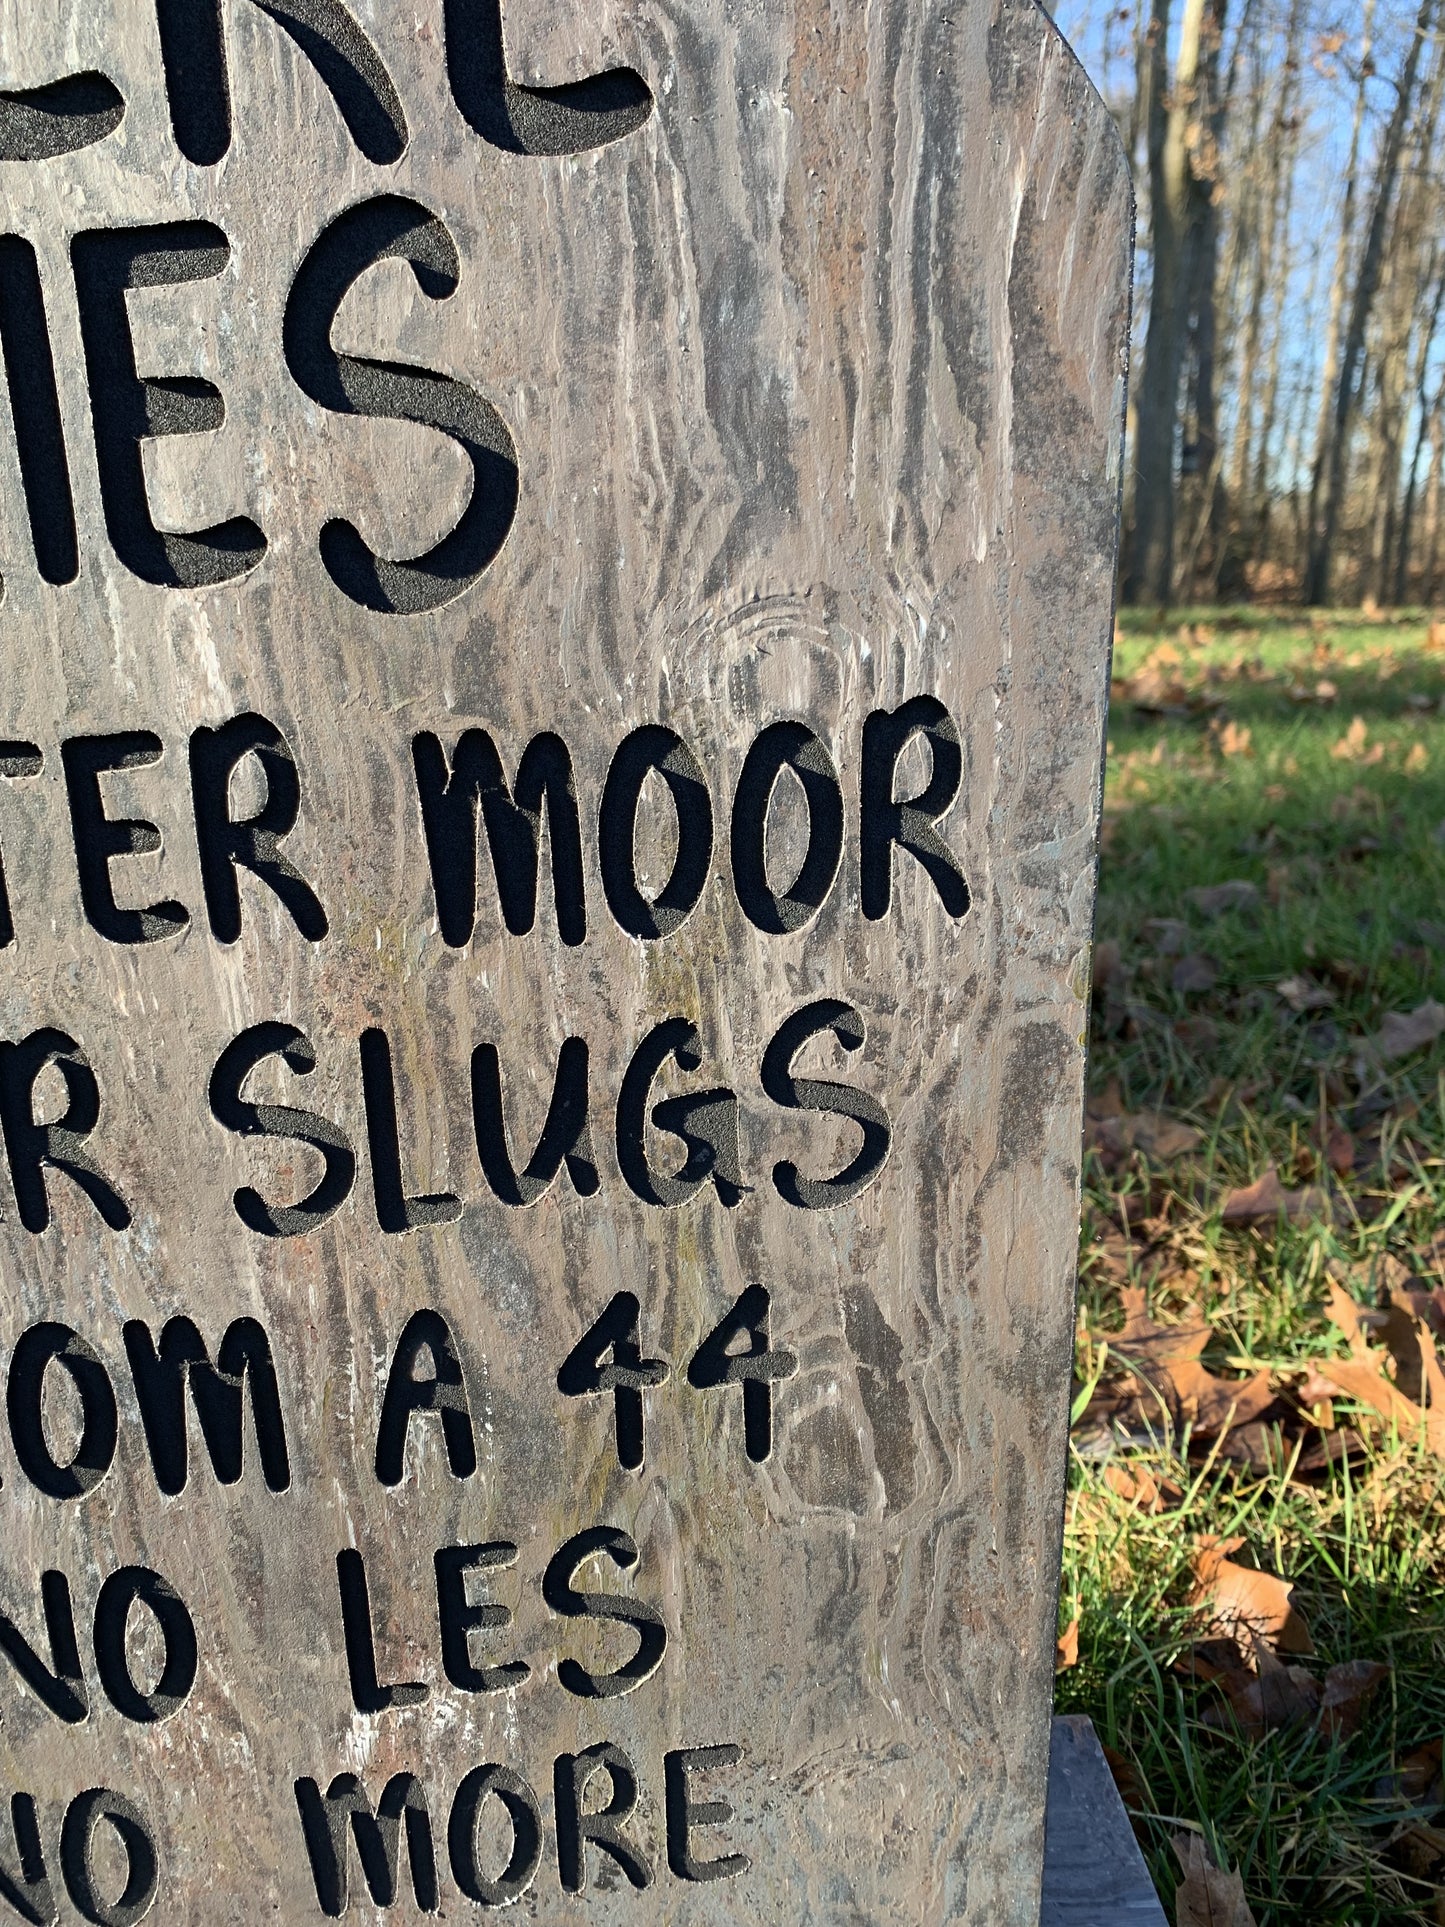 IES
TER MOOR
R SLUGS
OM A 44
NO LES
NO MORE